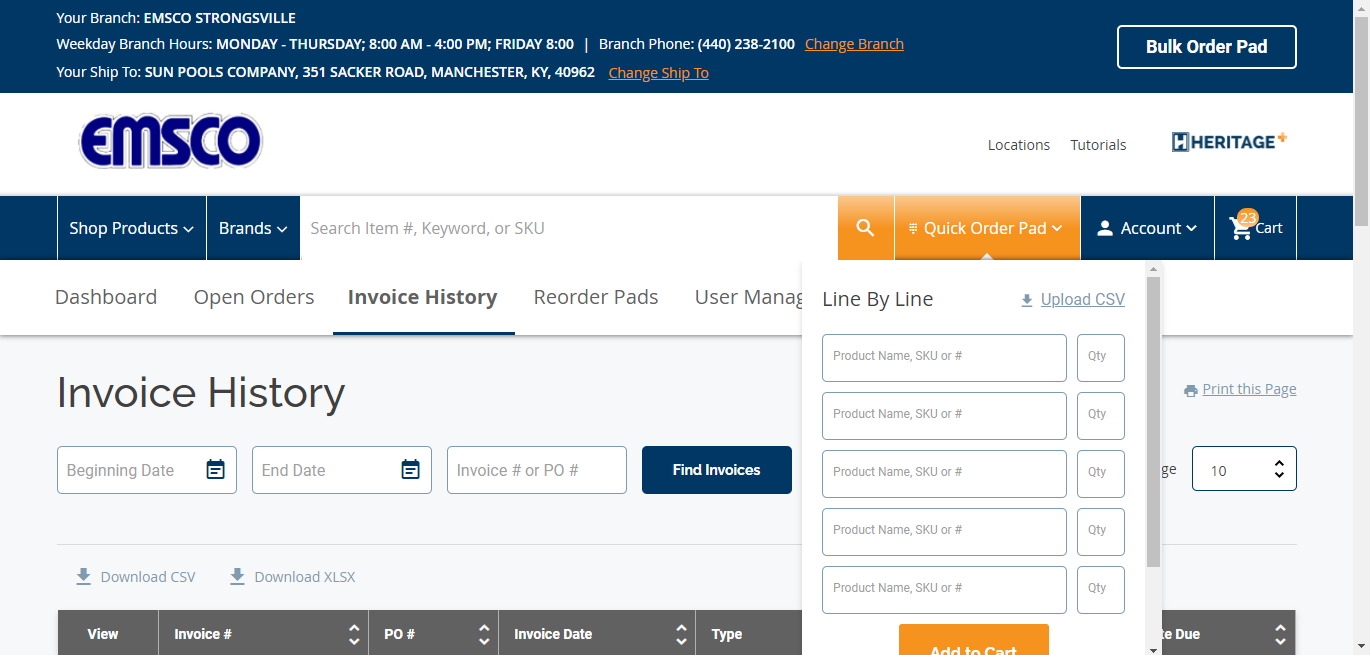 Your Branch: EMSCO STRONGSVILLE
Weekday Branch Hours: MONDAY - THURSDAY; 8:00 AM - 4:00 PM; FRIDAY 8:00 | Branch Phone: (440) 238-2100 Change Branch
Your Ship To: SUN POOLS COMPANY, 351 SACKER ROAD, MANCHESTER, KY, 40962 Change Ship To
Bulk Order Pad
EMSCO
Locations Tutorials HERITAGE+
Shop Products Brands Search Item #, Keyword, or SKU Quick Order Pad Account 23 Cart
Dashboard Open Orders Invoice History Reorder Pads User Manag
Line By Line Upload CSV
Product Name, SKU or # Qty
Product Name, SKU or # Qty
Product Name, SKU or # Qty
Product Name, SKU or # Qty
Product Name, SKU or # Qty
Add to Cart
Invoice History
Print this Page
Beginning Date End Date Invoice # or PO # Find Invoices ge 10
Download CSV Download XLSX
View Invoice # PO # Invoice Date Type te Due